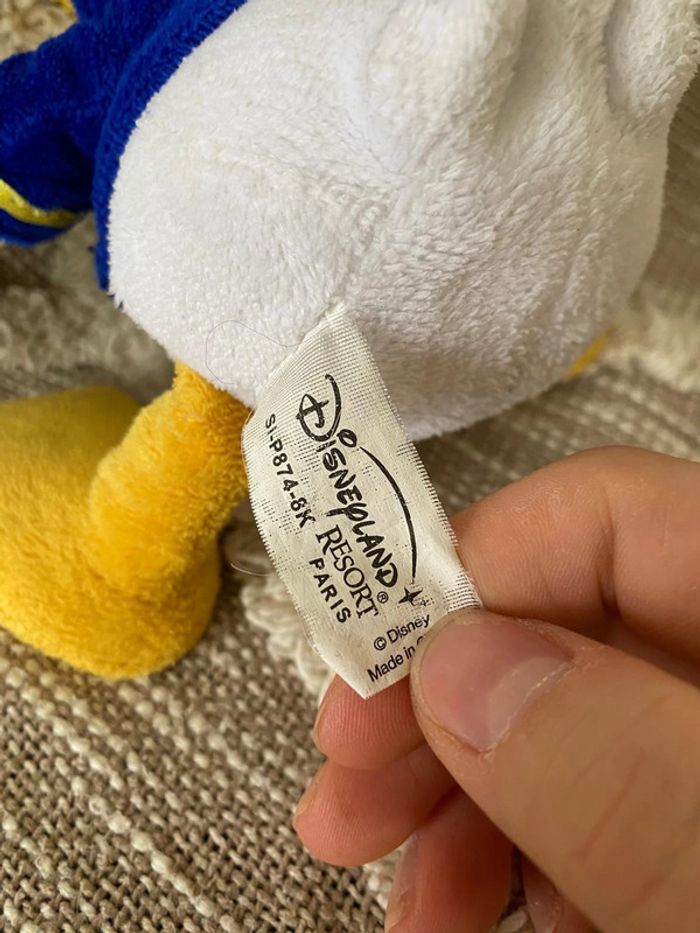 DISNEYLAND
RESORT®
PARIS
SI-P874-8K
© Disney
Made in